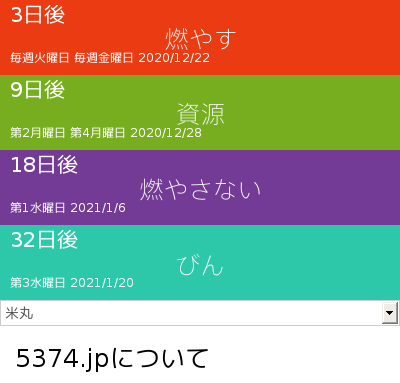 3日後
燃やす
毎週火曜日 毎週金曜日 2020/12/22
9日後
資源
第2月曜日 第4月曜日 2020/12/28
18日後
燃やさない
第1水曜日 2021/1/6
32日後
びん
第3水曜日 2021/1/20
米丸
5374.jpについて